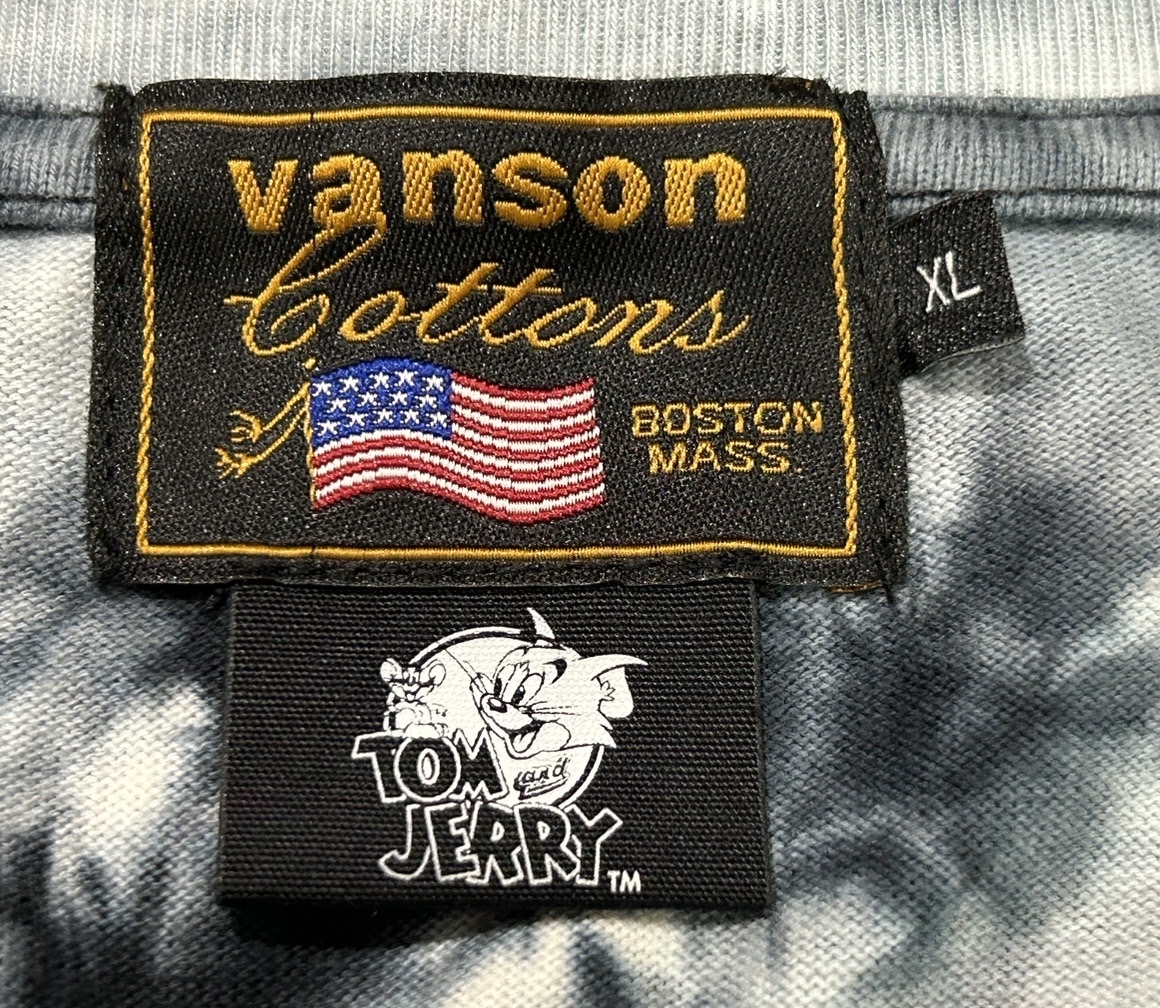 vanson
Cottons
BOSTON
MASS.
XL
TOM
and
JERRY
TM